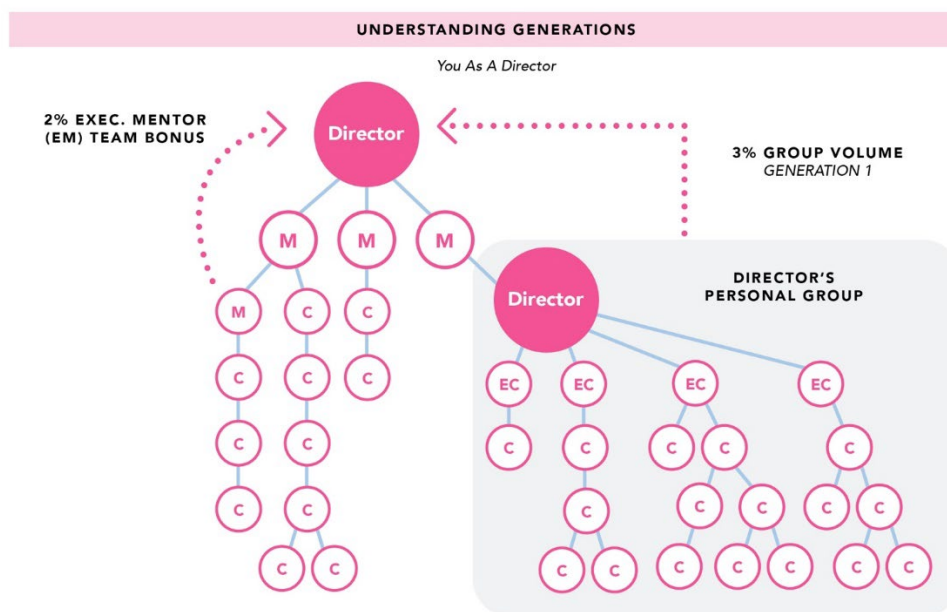 UNDERSTANDING GENERATIONS
You As A Director
2% EXEC. MENTOR
(EM) TEAM BONUS
Director
3% GROUP VOLUME
GENERATION 1
M M M
DIRECTOR'S
PERSONAL GROUP
Director
M C C
C C C EC EC EC EC
C C C C C C C
C C C C C C C
C C C C C C C C C